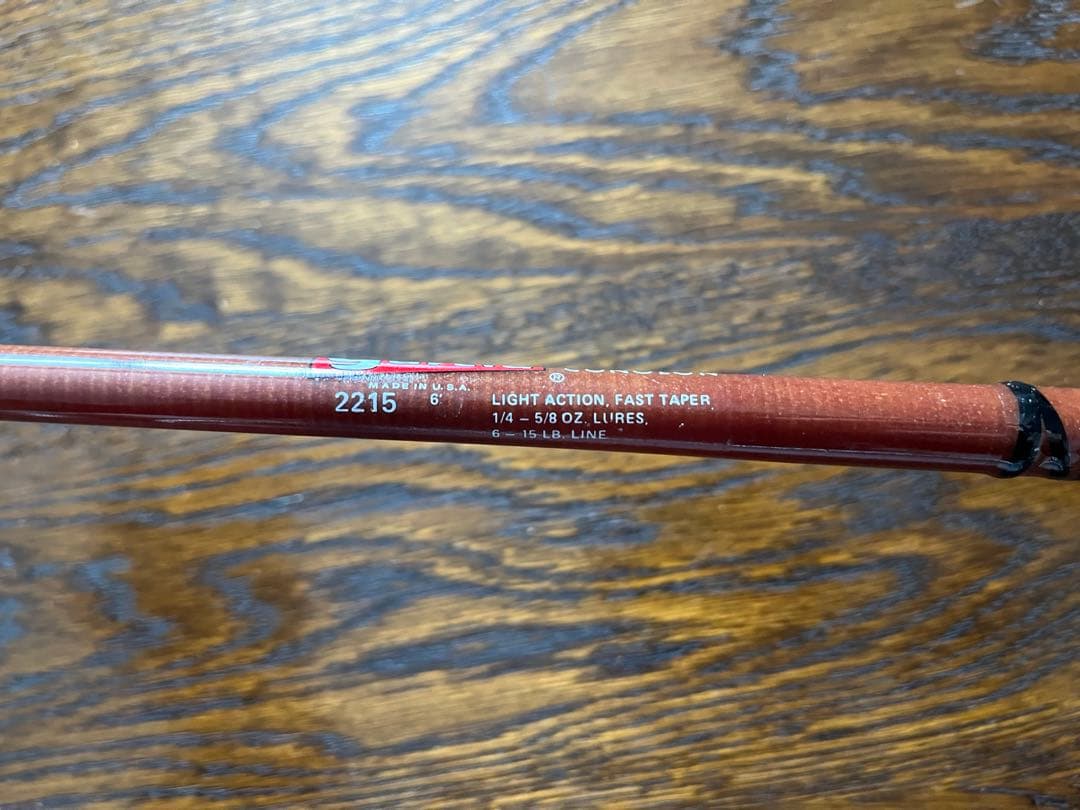 ®
MADE IN U.S.A.
2215 6' LIGHT ACTION, FAST TAPER
1/4 – 5/8 OZ. LURES,
6 – 15 LB. LINE